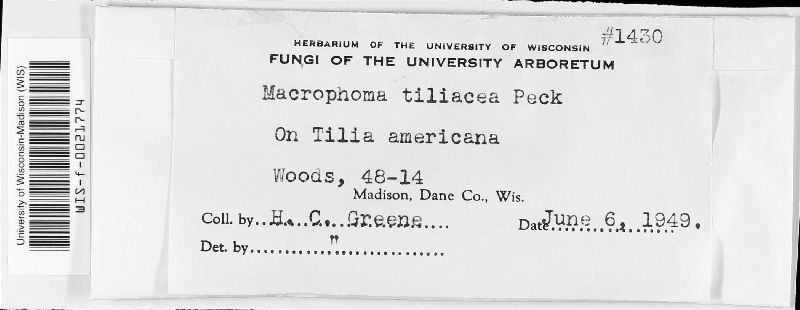 #1430
HERBARIUM OF THE UNIVERSITY OF WISCONSIN
FUNGI OF THE UNIVERSITY ARBORETUM
Macrophoma tiliacea Peck
On Tilia americana
Woods, 48-14
Madison, Dane Co., Wis.
Coll. by..H...C...Greene.... Date June 6, 1949.
Det. by............"................
University of Wisconsin-Madison (WIS)
WIS-f-0021774